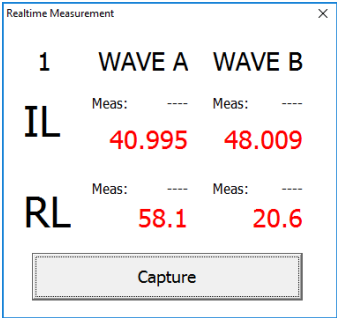 Realtime Measurement
1 WAVE A WAVE B
Meas: ---- Meas: ----
IL 40.995 48.009
Meas: ---- Meas: ----
RL 58.1 20.6
Capture